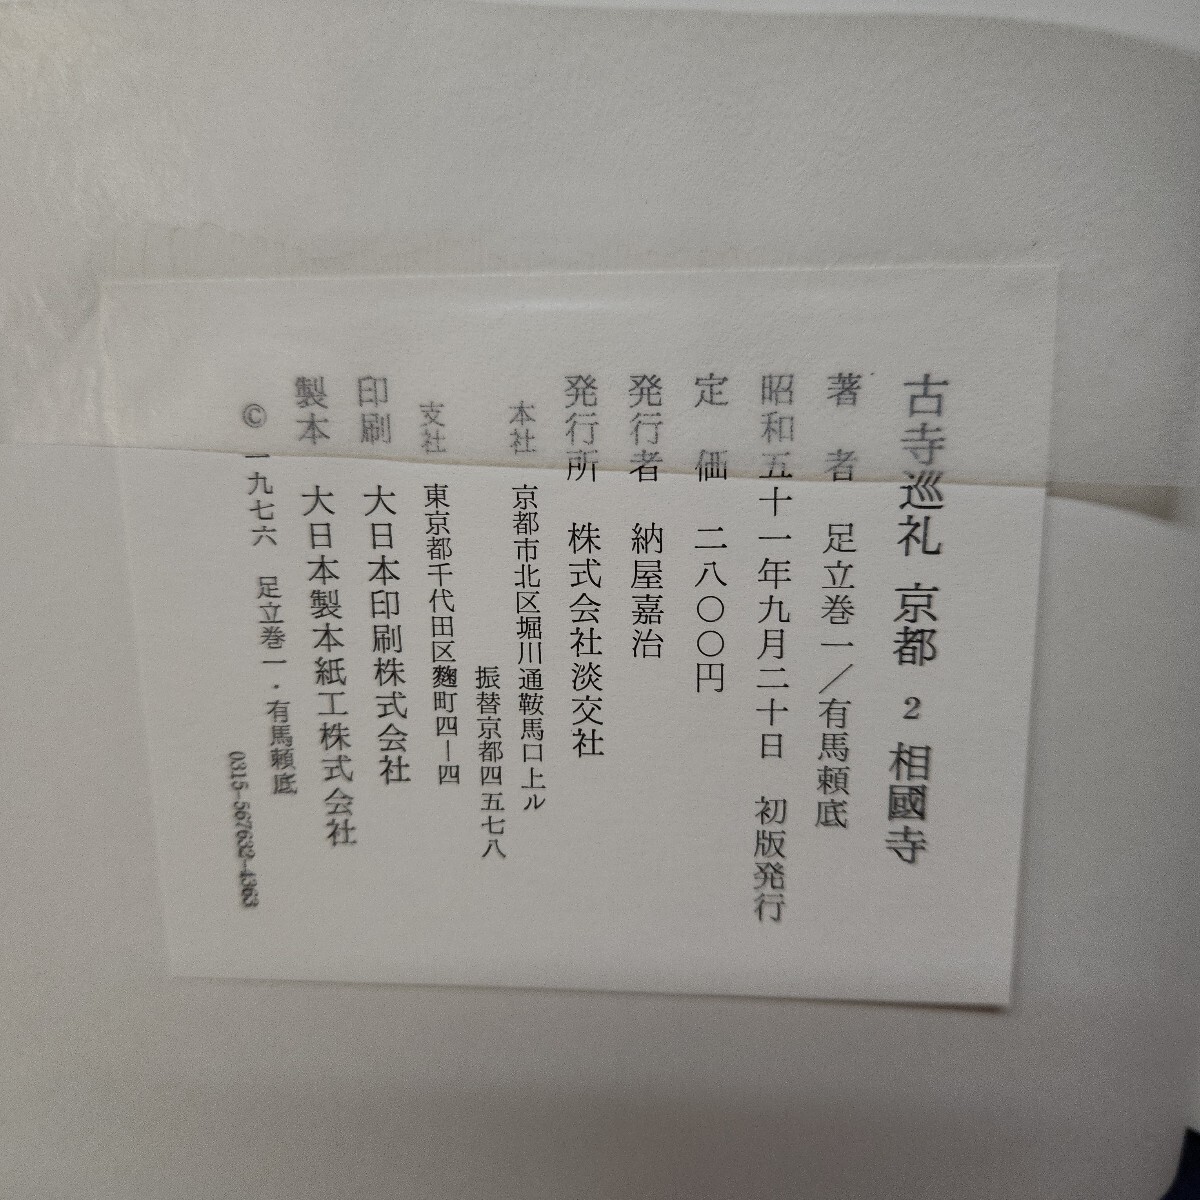 古寺巡礼 京都 2 相國寺
著者 足立巻一／有馬頼底
昭和五十一年九月二十日 初版発行
定価 二八〇〇円
発行者 納屋嘉治
発行所 株式会社淡交社
本社 京都市北区堀川通鞍馬口上ル
振替京都四五七八
支社 東京都千代田区麴町四―四
印刷 大日本印刷株式会社
製本 大日本製本紙工株式会社
© 一九七六 足立巻一・有馬頼底
0315-567632-4363